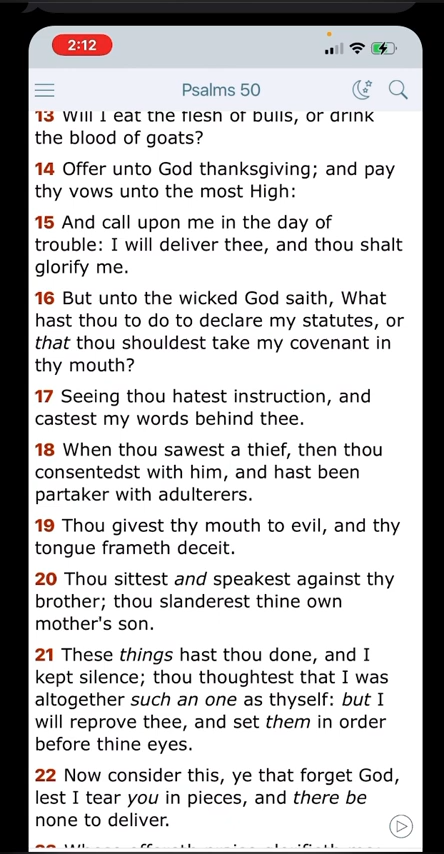 2:12
Psalms 50
13 Will I eat the flesh of bulls, or drink
the blood of goats?
14 Offer unto God thanksgiving; and pay
thy vows unto the most High:
15 And call upon me in the day of
trouble: I will deliver thee, and thou shalt
glorify me.
16 But unto the wicked God saith, What
hast thou to do to declare my statutes, or
that thou shouldest take my covenant in
thy mouth?
17 Seeing thou hatest instruction, and
castest my words behind thee.
18 When thou sawest a thief, then thou
consentedst with him, and hast been
partaker with adulterers.
19 Thou givest thy mouth to evil, and thy
tongue frameth deceit.
20 Thou sittest and speakest against thy
brother; thou slanderest thine own
mother's son.
21 These things hast thou done, and I
kept silence; thou thoughtest that I was
altogether such an one as thyself: but I
will reprove thee, and set them in order
before thine eyes.
22 Now consider this, ye that forget God,
lest I tear you in pieces, and there be
none to deliver.